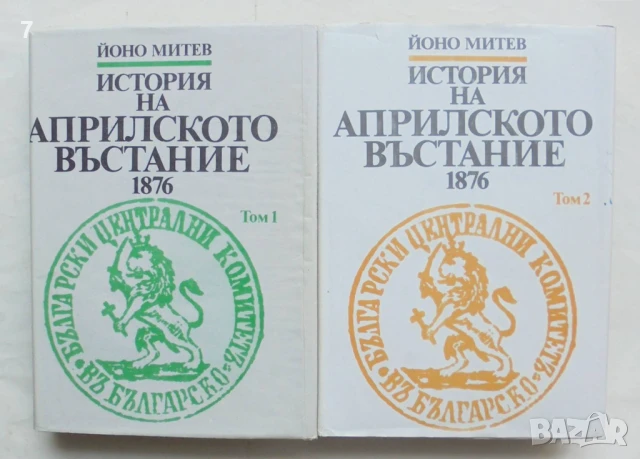 7
ЙОНО МИТЕВ
ИСТОРИЯ
НА
АПРИЛСКОТО
ВЪСТАНИЕ
1876
Том 1
БЪЛГАРСКИ ЦЕНТРАЛНИ КОМИТЕТЪ
ВЪ БЪЛГАРСКО
ЙОНО МИТЕВ
ИСТОРИЯ
НА
АПРИЛСКОТО
ВЪСТАНИЕ
1876
Том 2
БЪЛГАРСКИ ЦЕНТРАЛНИ КОМИТЕТЪ
ВЪ БЪЛГАРСКО
BAZAR